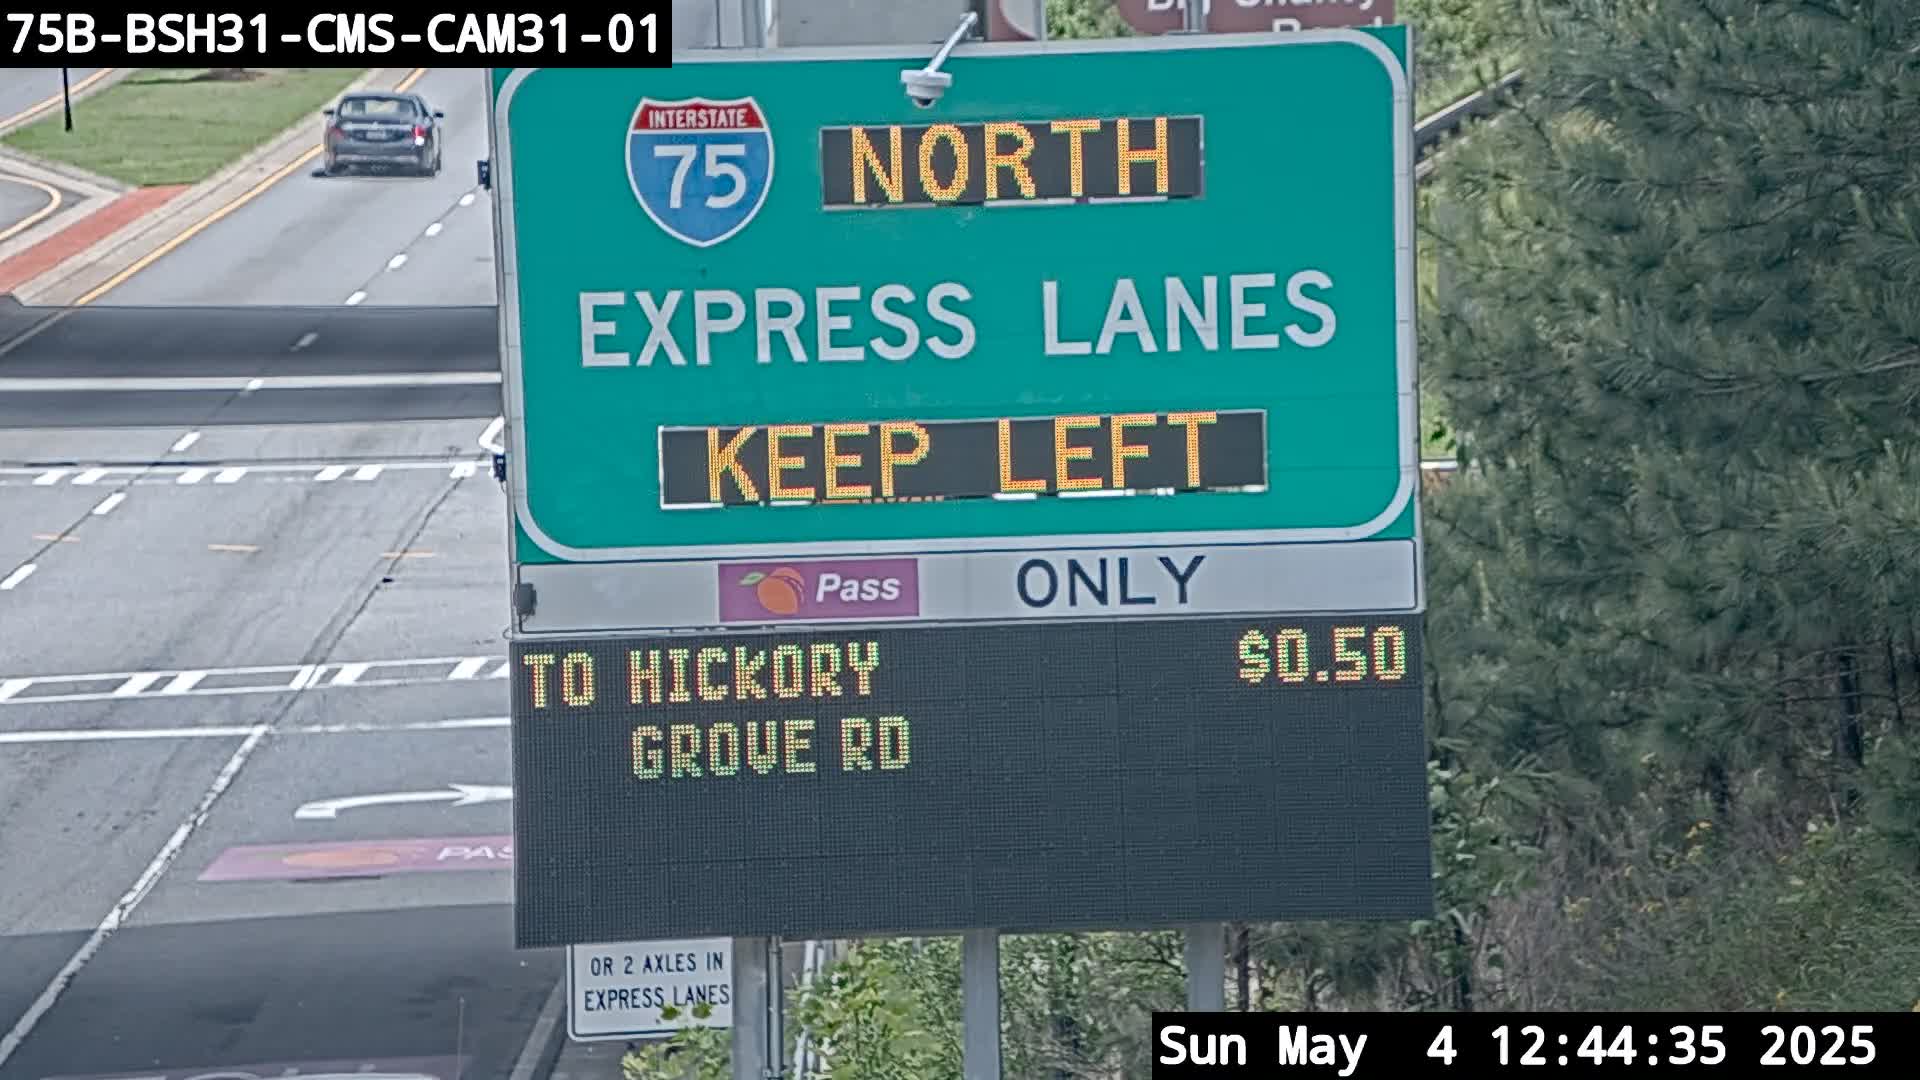 75B-BSH31-CMS-CAM31-01
INTERSTATE
75
NORTH
EXPRESS LANES
KEEP LEFT
Pass ONLY
TO HICKORY $0.50
GROVE RD
OR 2 AXLES IN
EXPRESS LANES
Sun May 4 12:44:35 2025